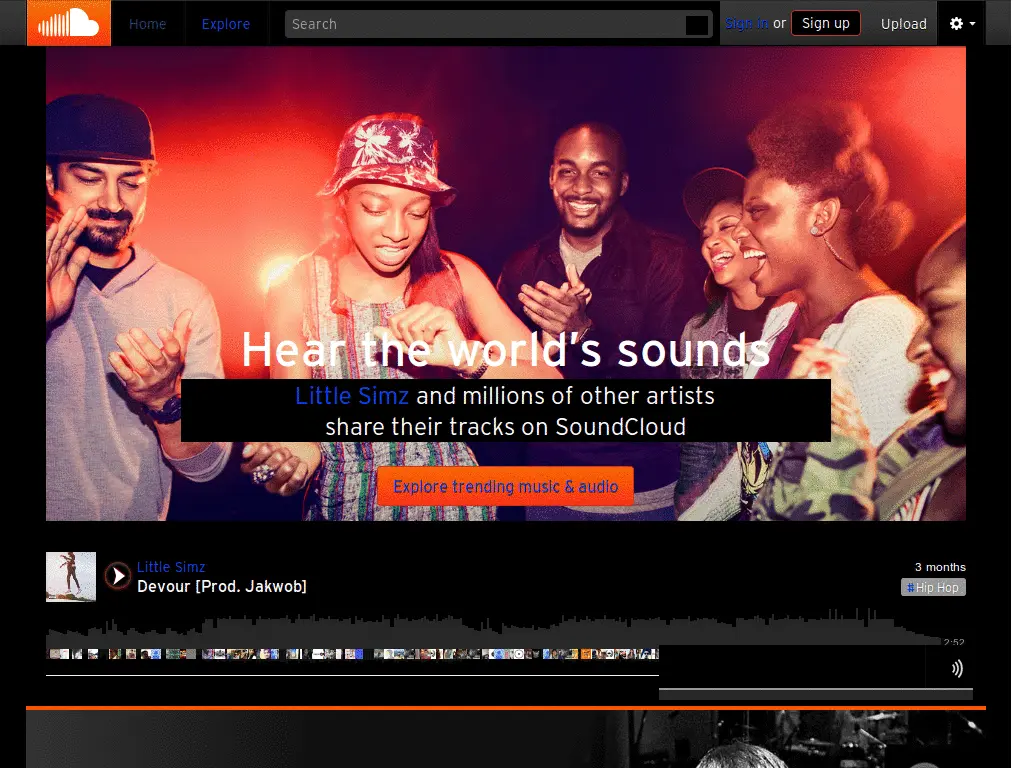 Home
Explore
Search
Sign in or
Sign up
Upload
Hear the world's sounds
Little Simz and millions of other artists
share their tracks on SoundCloud
Explore trending music & audio
Little Simz
3 months
Devour [Prod. Jakwob]
#Hip Hop
2:52